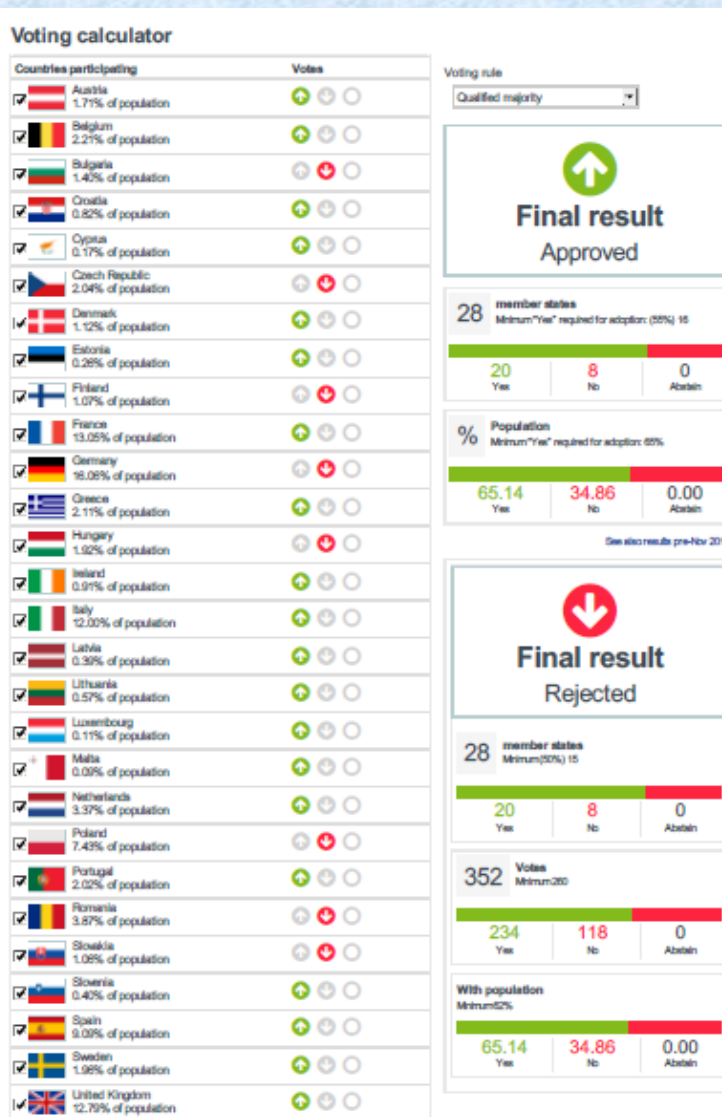 Voting calculator
Countries participating Votes
Austria
1.71% of population
Belgium
2.21% of population
Bulgaria
1.40% of population
Croatia
0.82% of population
Cyprus
0.17% of population
Czech Republic
2.04% of population
Denmark
1.12% of population
Estonia
0.26% of population
Finland
1.07% of population
France
13.05% of population
Germany
16.06% of population
Greece
2.11% of population
Hungary
1.92% of population
Ireland
0.91% of population
Italy
12.00% of population
Latvia
0.39% of population
Lithuania
0.57% of population
Luxembourg
0.11% of population
Malta
0.09% of population
Netherlands
3.37% of population
Poland
7.43% of population
Portugal
2.02% of population
Romania
3.87% of population
Slovakia
1.06% of population
Slovenia
0.40% of population
Spain
9.09% of population
Sweden
1.96% of population
United Kingdom
12.79% of population
Voting rule
Qualified majority
Final result
Approved
28 member states
Minimum "Yes" required for adoption: (55%) 16
20 8 0
Yes No Abstain
% Population
Minimum "Yes" required for adoption: 65%
65.14 34.86 0.00
Yes No Abstain
See also results pre-Nov 201
Final result
Rejected
28 member states
Minimum (50%) 15
20 8 0
Yes No Abstain
352 Votes
Minimum 260
234 118 0
Yes No Abstain
With population
Minimum 62%
65.14 34.86 0.00
Yes No Abstain